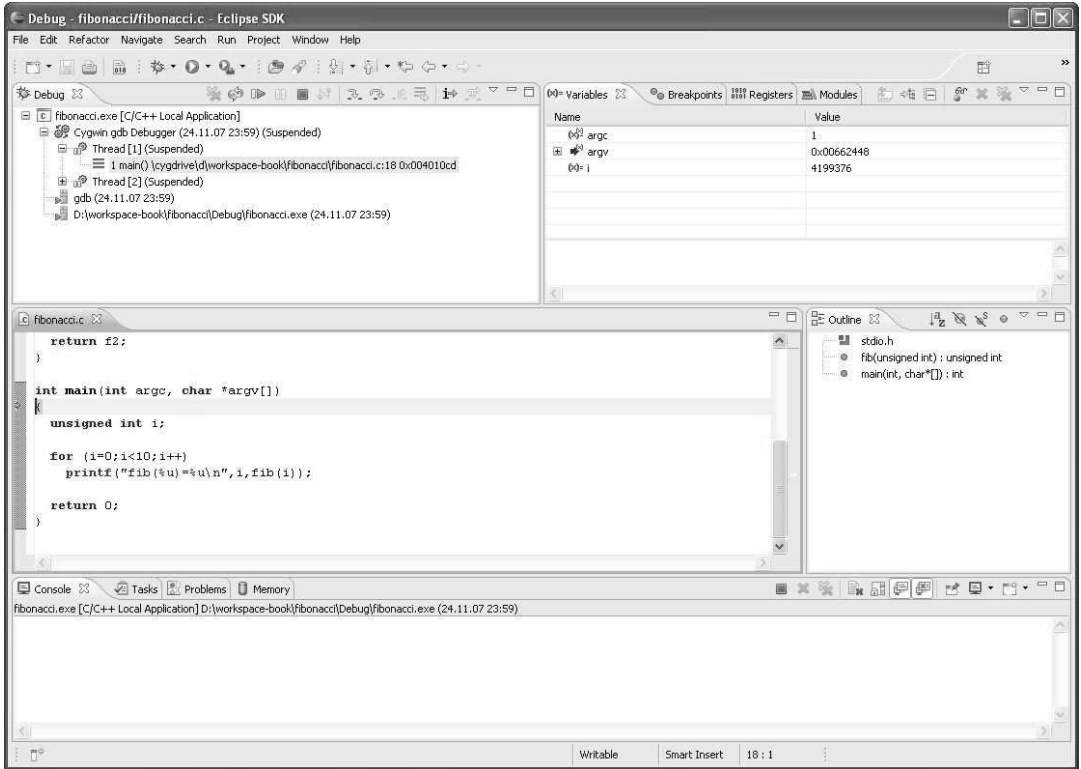 Debug - fibonacci/fibonacci.c - Eclipse SDK
File Edit Refactor Navigate Search Run Project Window Help
Debug
fibonacci.exe [C/C++ Local Application]
Cygwin gdb Debugger (24.11.07 23:59) (Suspended)
Thread [1] (Suspended)
1 main() \cygdrive\d\workspace-book\fibonacci\fibonacci.c:18 0x004010cd
Thread [2] (Suspended)
gdb (24.11.07 23:59)
D:\workspace-book\fibonacci\Debug\fibonacci.exe (24.11.07 23:59)
(x)= Variables Breakpoints Registers Modules
Name Value
argc 1
argv 0x00662448
(x)= i 4199376
fibonacci.c
return f2;
}
int main(int argc, char *argv[])
{
unsigned int i;
for (i=0;i<10;i++)
printf("fib(%u)=%u\n",i,fib(i));
return 0;
}
Outline
stdio.h
fib(unsigned int) : unsigned int
main(int, char*[]) : int
Console Tasks Problems Memory
fibonacci.exe [C/C++ Local Application] D:\workspace-book\fibonacci\Debug\fibonacci.exe (24.11.07 23:59)
Writable Smart Insert 18 : 1